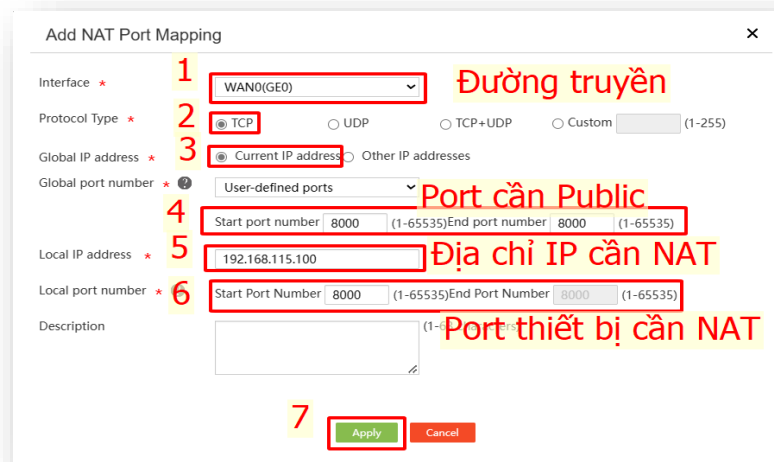 Add NAT Port Mapping ×
1
Interface * WAN0(GE0) Đường truyền
2
Protocol Type * TCP UDP TCP+UDP Custom (1-255)
3
Global IP address * Current IP address Other IP addresses
Global port number * ? User-defined ports
Port cần Public
4
Start port number 8000 (1-65535)End port number 8000 (1-65535)
5
Local IP address * 192.168.115.100 Địa chỉ IP cần NAT
6
Local port number * Start Port Number 8000 (1-65535)End Port Number 8000 (1-65535)
Description
Port thiết bị cần NAT
7
Apply Cancel